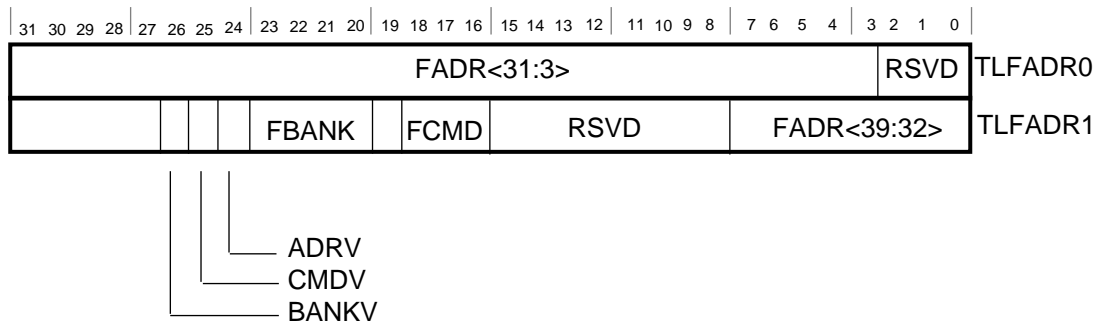 31 30 29 28 27 26 25 24 23 22 21 20 19 18 17 16 15 14 13 12 11 10 9 8 7 6 5 4 3 2 1 0
FADR<31:3> RSVD TLFADR0
FBANK FCMD RSVD FADR<39:32> TLFADR1
ADRV
CMDV
BANKV